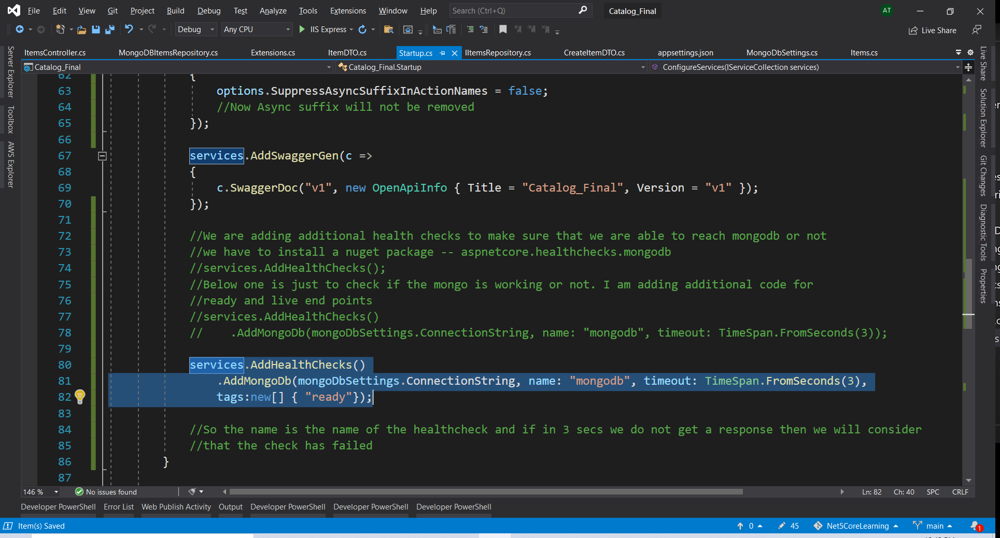 File Edit View Git Project Build Debug Test Analyze Tools Extensions Window Help Search (Ctrl+Q) Catalog_Final AT
Debug Any CPU IIS Express Live Share
ItemsController.cs MongoDBItemsRepository.cs Extensions.cs ItemDTO.cs Startup.cs IItemsRepository.cs CreateItemDTO.cs appsettings.json MongoDbSettings.cs Items.cs
Catalog_Final Catalog_Final.Startup ConfigureServices(IServiceCollection services)
Server Explorer
Toolbox
AWS Explorer
62 {
63 options.SuppressAsyncSuffixInActionNames = false;
64 //Now Async suffix will not be removed
65 });
66
67 services.AddSwaggerGen(c =>
68 {
69 c.SwaggerDoc("v1", new OpenApiInfo { Title = "Catalog_Final", Version = "v1" });
70 });
71
72 //We are adding additional health checks to make sure that we are able to reach mongodb or not
73 //we have to install a nuget package -- aspnetcore.healthchecks.mongodb
74 //services.AddHealthChecks();
75 //Below one is just to check if the mongo is working or not. I am adding additional code for
76 //ready and live end points
77 //services.AddHealthChecks()
78 // .AddMongoDb(mongoDbSettings.ConnectionString, name: "mongodb", timeout: TimeSpan.FromSeconds(3));
79
80 services.AddHealthChecks()
81 .AddMongoDb(mongoDbSettings.ConnectionString, name: "mongodb", timeout: TimeSpan.FromSeconds(3),
82 tags:new[] { "ready"});
83
84 //So the name is the name of the healthcheck and if in 3 secs we do not get a response then we will consider
85 //that the check has failed
86 }
87
Live Share
Solution Explorer
Git Changes
Diagnostic Tools
Properties
146 % No issues found Ln: 82 Ch: 40 SPC CRLF
Developer PowerShell Error List Web Publish Activity Output Developer PowerShell Developer PowerShell Developer PowerShell
Item(s) Saved 0 45 Net5CoreLearning main 1